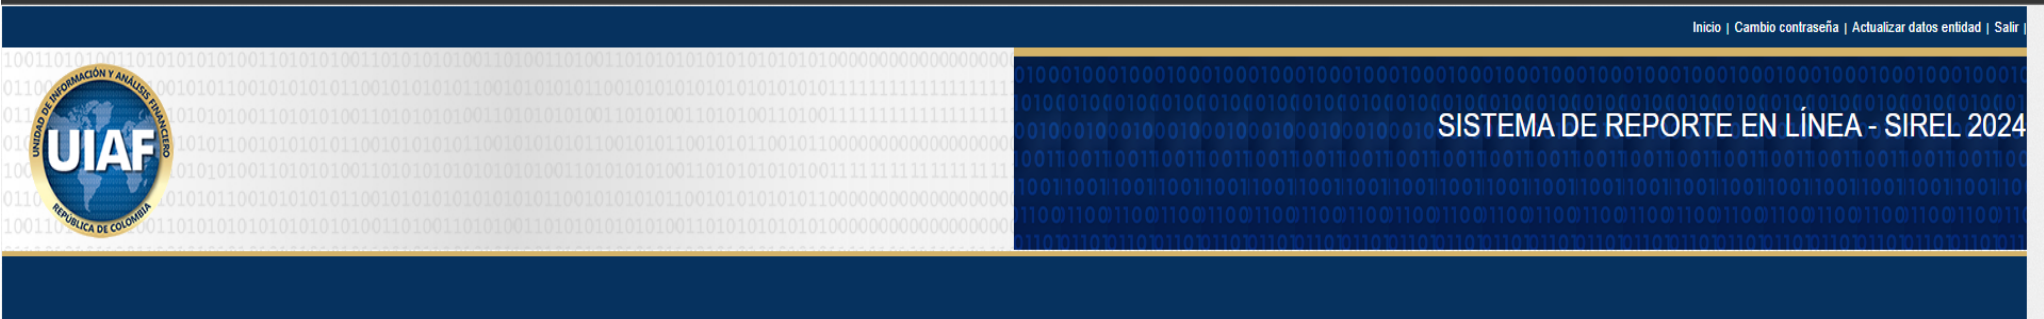 Inicio | Cambio contraseña | Actualizar datos entidad | Salir |
UNIDAD DE INFORMACIÓN Y ANÁLISIS FINANCIERO
UIAF
REPÚBLICA DE COLOMBIA
SISTEMA DE REPORTE EN LÍNEA - SIREL 2024